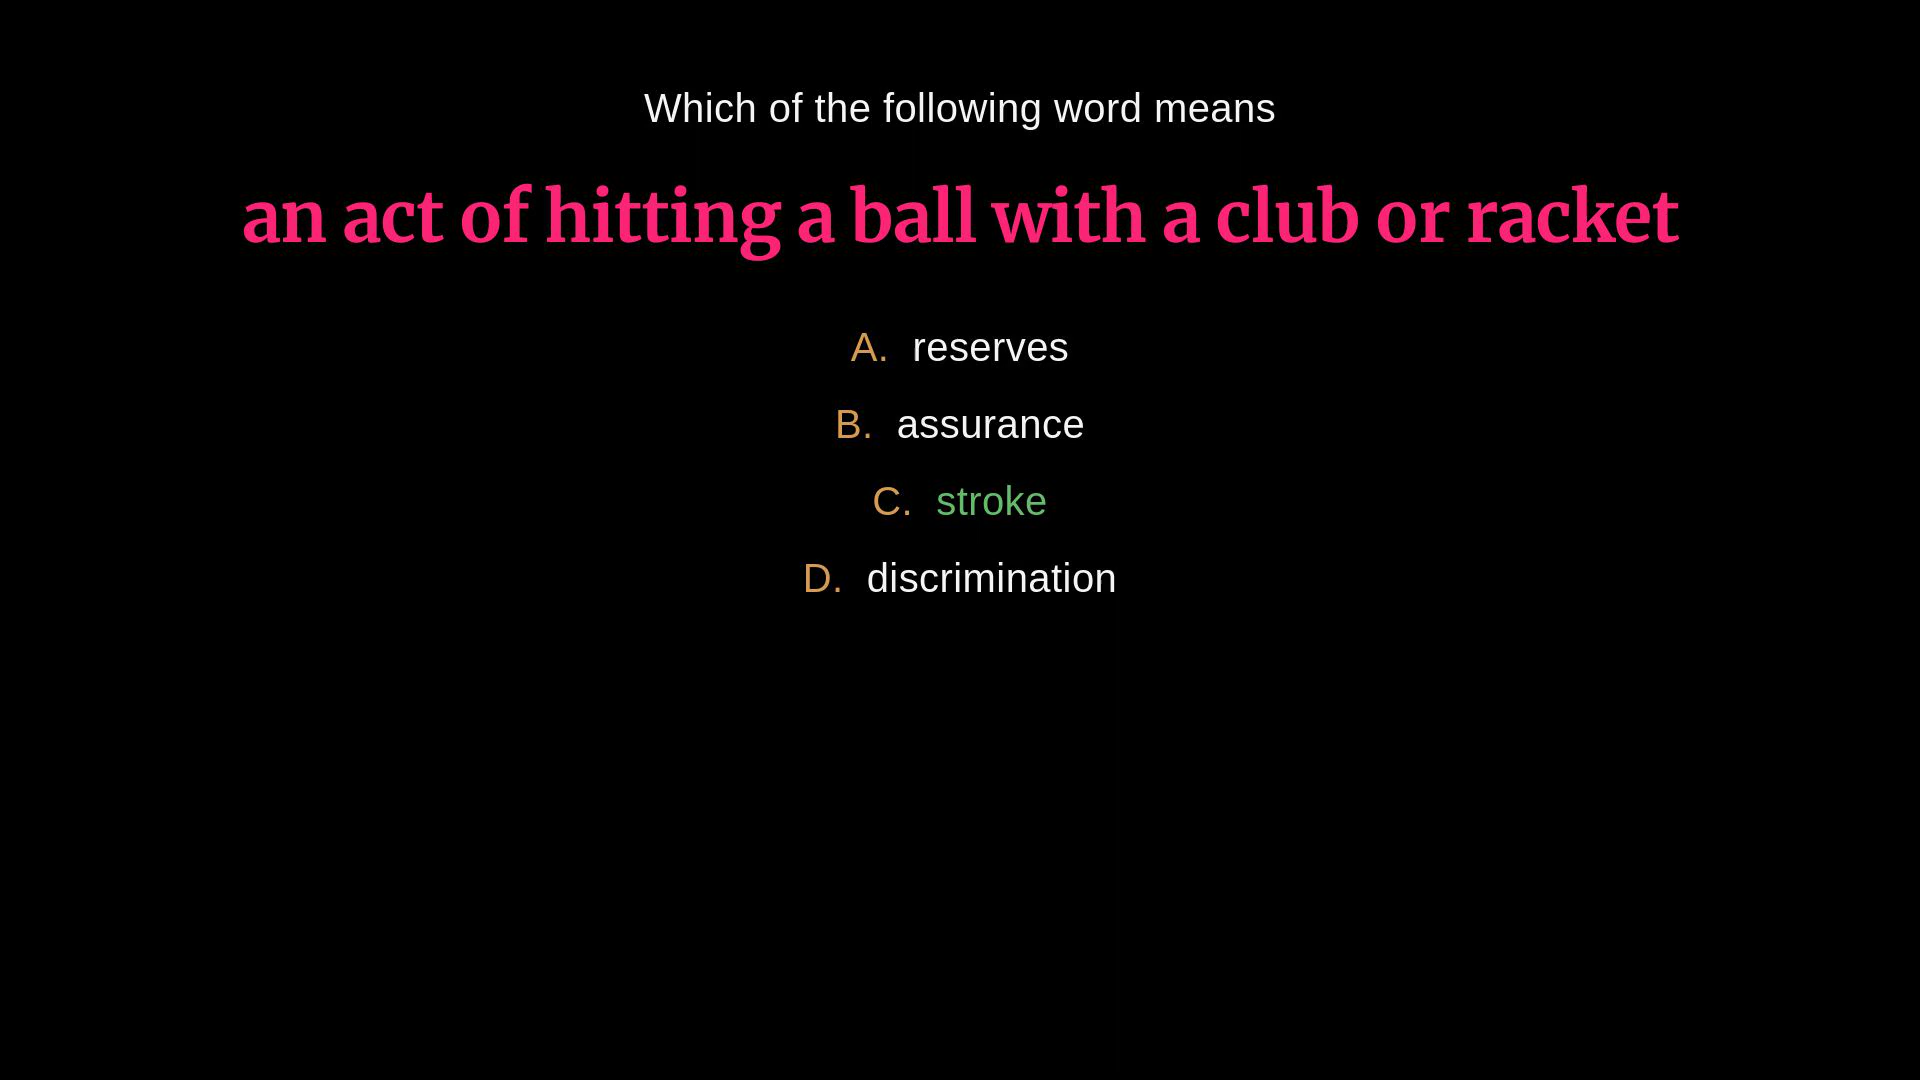 Which of the following word means
an act of hitting a ball with a club or racket
A. reserves
B. assurance
C. stroke
D. discrimination